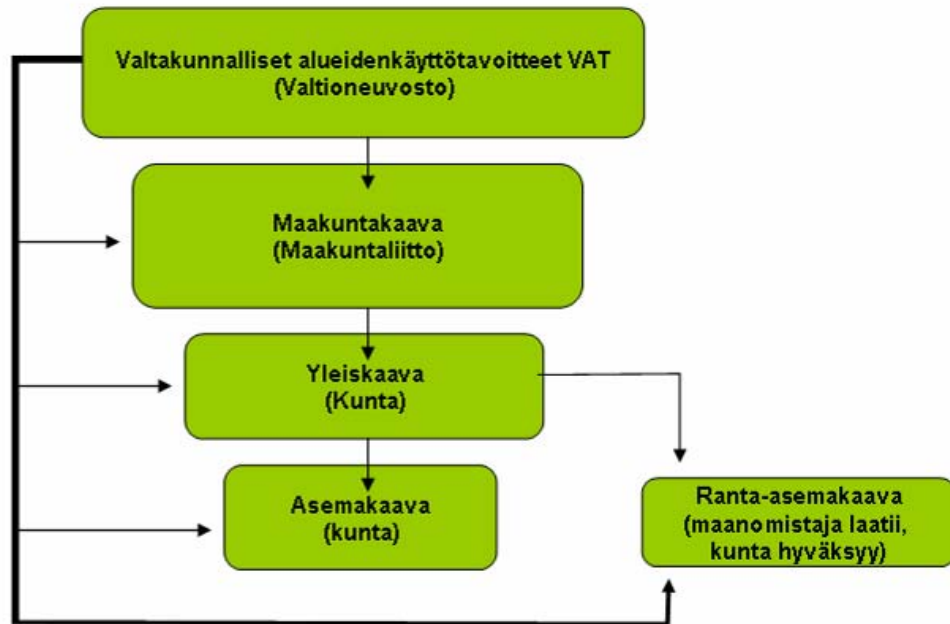 Valtakunnalliset alueidenkäyttötavoitteet VAT
(Valtioneuvosto)
Maakuntakaava
(Maakuntaliitto)
Yleiskaava
(Kunta)
Asemakaava
(kunta)
Ranta-asemakaava
(maanomistaja laatii,
kunta hyväksyy)